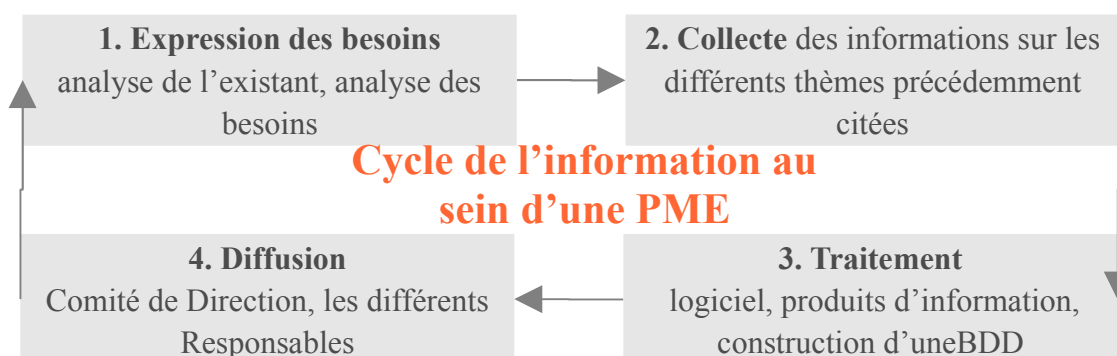 1. Expression des besoins
analyse de l’existant, analyse des
besoins
2. Collecte des informations sur les
différents thèmes précédemment
citées
Cycle de l’information au
sein d’une PME
4. Diffusion
Comité de Direction, les différents
Responsables
3. Traitement
logiciel, produits d’information,
construction d’uneBDD